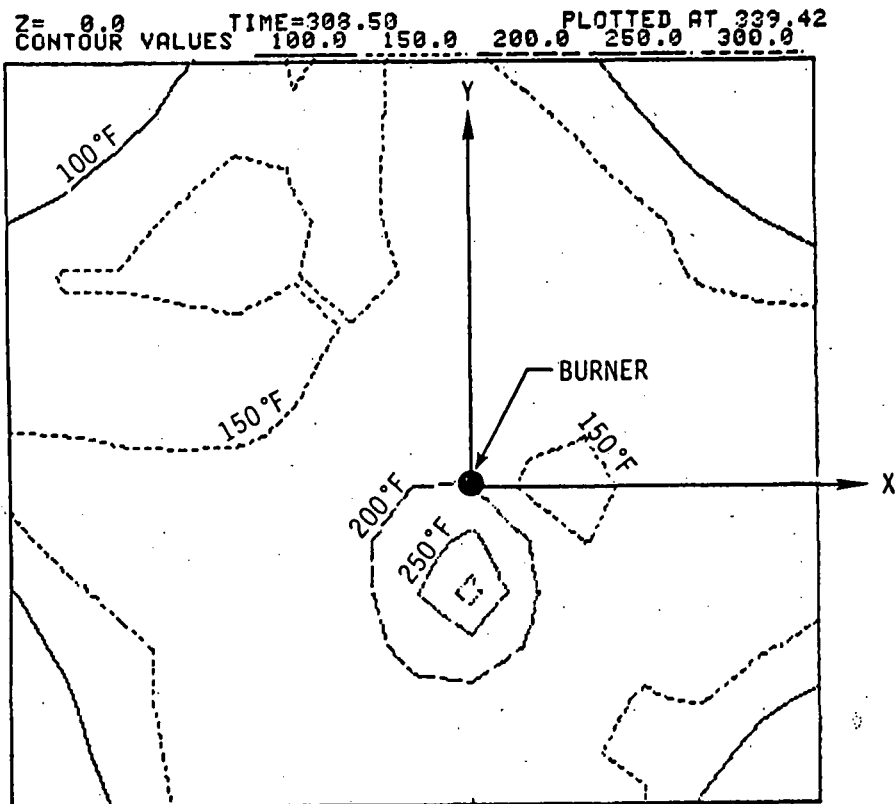 Z= 0.0 TIME=308.50 PLOTTED AT 339.42
CONTOUR VALUES 100.0 150.0 200.0 250.0 300.0
Y
100°F
BURNER
150°F
150°F
X
200°F
250°F